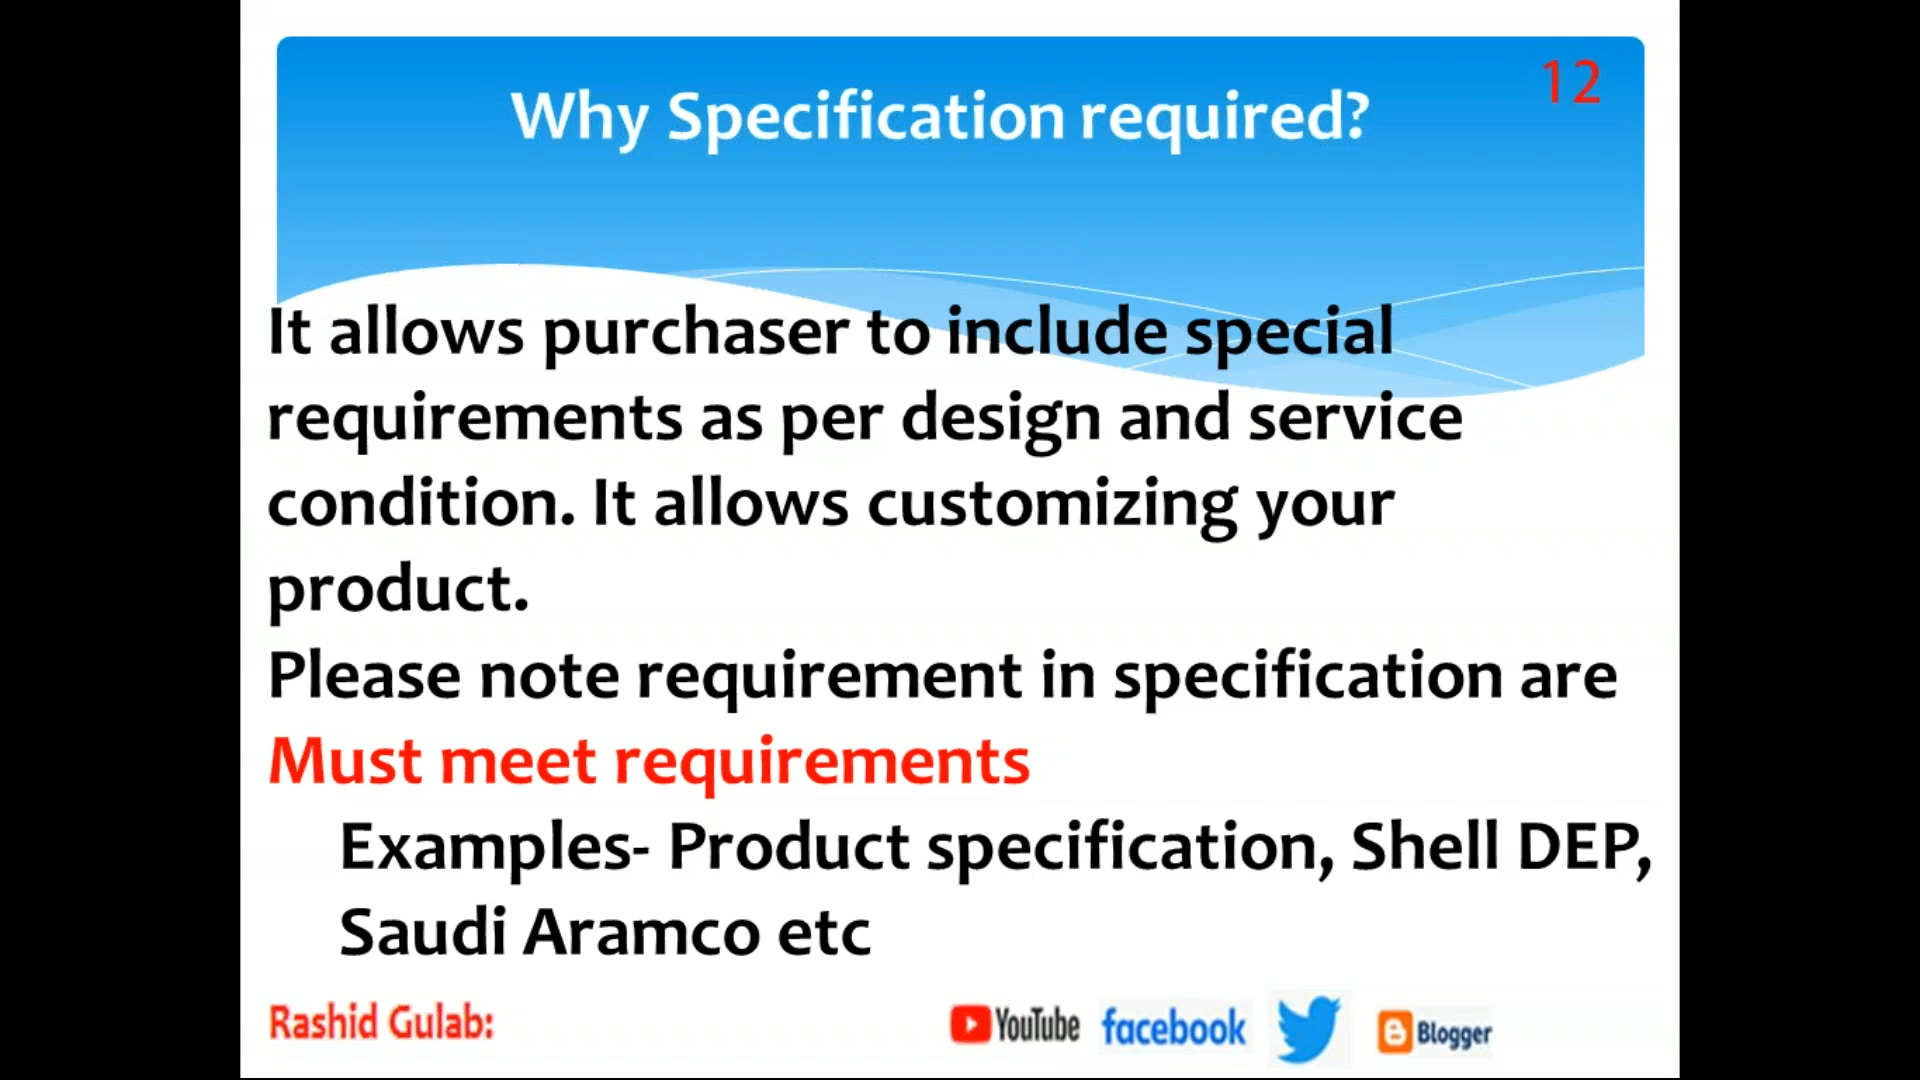 12
Why Specification required?
It allows purchaser to include special
requirements as per design and service
condition. It allows customizing your
product.
Please note requirement in specification are
Must meet requirements
Examples- Product specification, Shell DEP,
Saudi Aramco etc
Rashid Gulab:
YouTube facebook Blogger